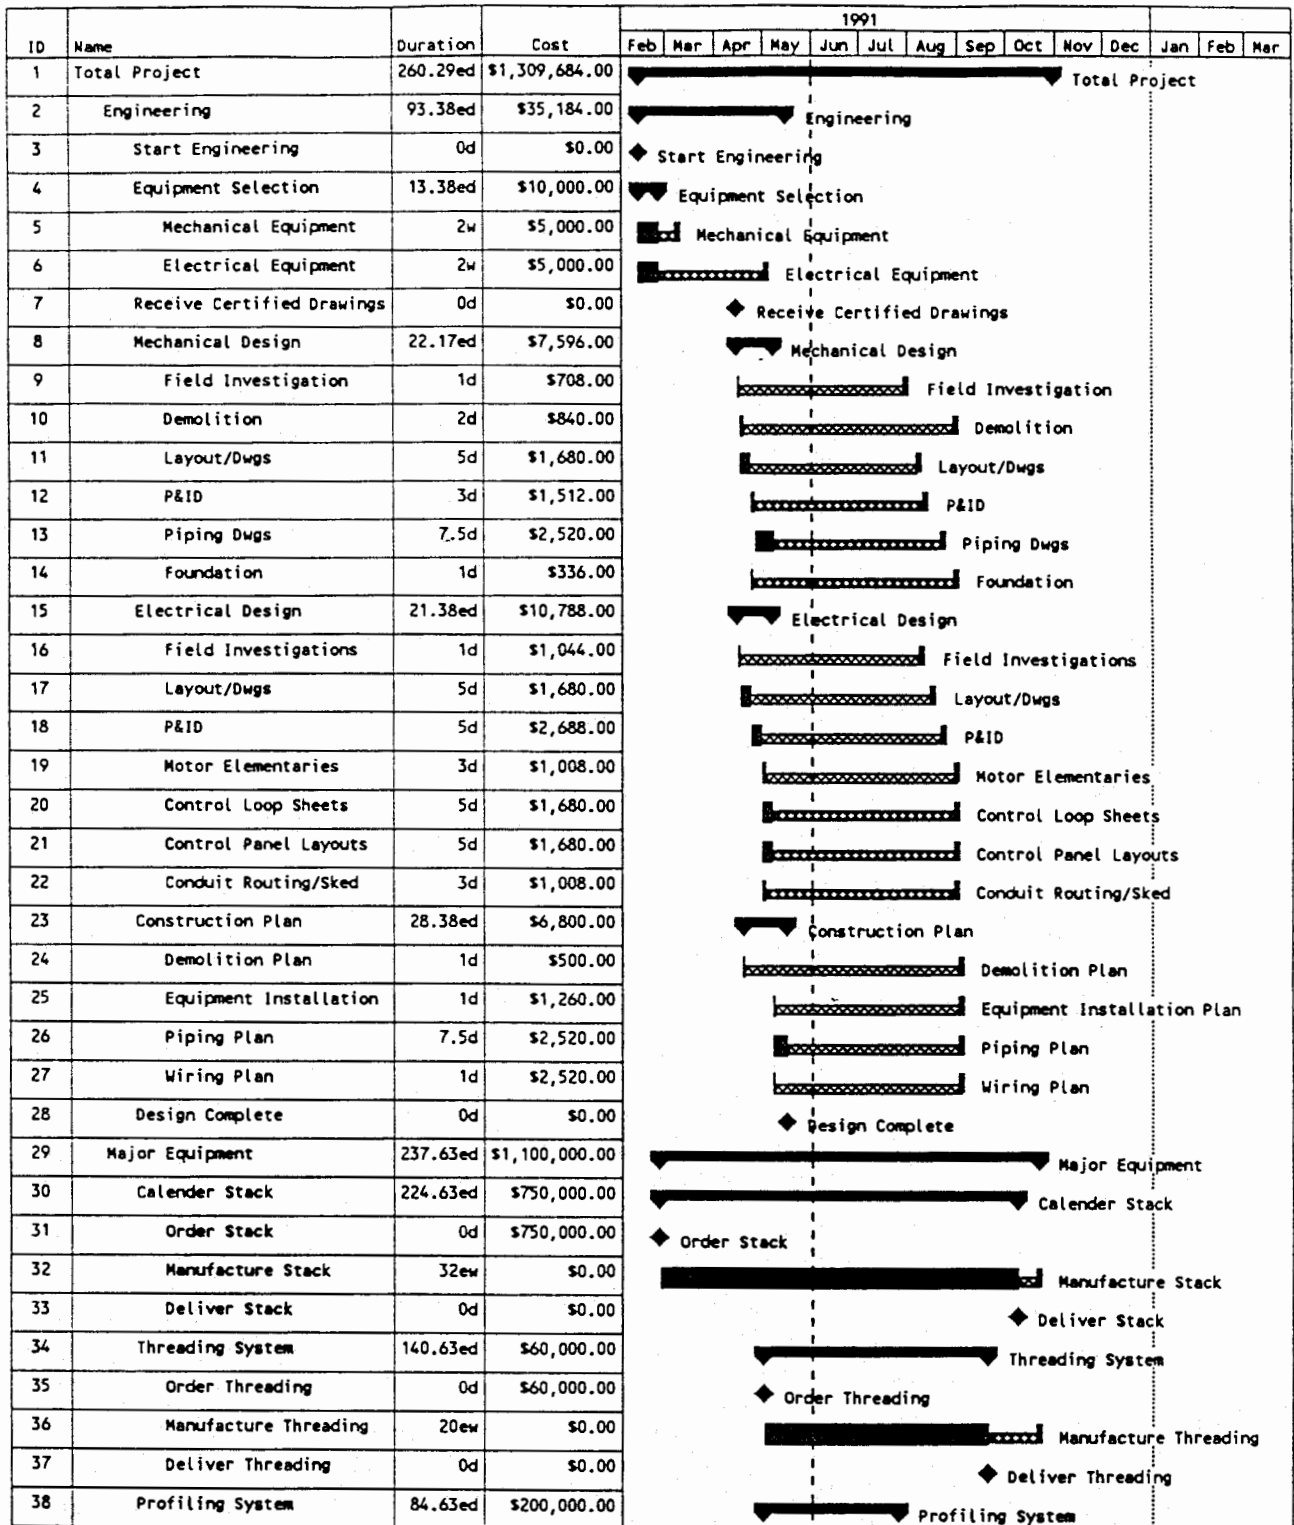 1991
ID Name Duration Cost Feb Mar Apr May Jun Jul Aug Sep Oct Nov Dec Jan Feb Mar
1 Total Project 260.29ed $1,309,684.00 Total Project
2 Engineering 93.38ed $35,184.00 Engineering
3 Start Engineering 0d $0.00 Start Engineering
4 Equipment Selection 13.38ed $10,000.00 Equipment Selection
5 Mechanical Equipment 2w $5,000.00 Mechanical Equipment
6 Electrical Equipment 2w $5,000.00 Electrical Equipment
7 Receive Certified Drawings 0d $0.00 Receive Certified Drawings
8 Mechanical Design 22.17ed $7,596.00 Mechanical Design
9 Field Investigation 1d $708.00 Field Investigation
10 Demolition 2d $840.00 Demolition
11 Layout/Dwgs 5d $1,680.00 Layout/Dwgs
12 P&ID 3d $1,512.00 P&ID
13 Piping Dwgs 7.5d $2,520.00 Piping Dwgs
14 Foundation 1d $336.00 Foundation
15 Electrical Design 21.38ed $10,788.00 Electrical Design
16 Field Investigations 1d $1,044.00 Field Investigations
17 Layout/Dwgs 5d $1,680.00 Layout/Dwgs
18 P&ID 5d $2,688.00 P&ID
19 Motor Elementaries 3d $1,008.00 Motor Elementaries
20 Control Loop Sheets 5d $1,680.00 Control Loop Sheets
21 Control Panel Layouts 5d $1,680.00 Control Panel Layouts
22 Conduit Routing/Sked 3d $1,008.00 Conduit Routing/Sked
23 Construction Plan 28.38ed $6,800.00 Construction Plan
24 Demolition Plan 1d $500.00 Demolition Plan
25 Equipment Installation 1d $1,260.00 Equipment Installation Plan
26 Piping Plan 7.5d $2,520.00 Piping Plan
27 Wiring Plan 1d $2,520.00 Wiring Plan
28 Design Complete 0d $0.00 Design Complete
29 Major Equipment 237.63ed $1,100,000.00 Major Equipment
30 Calender Stack 224.63ed $750,000.00 Calender Stack
31 Order Stack 0d $750,000.00 Order Stack
32 Manufacture Stack 32ew $0.00 Manufacture Stack
33 Deliver Stack 0d $0.00 Deliver Stack
34 Threading System 140.63ed $60,000.00 Threading System
35 Order Threading 0d $60,000.00 Order Threading
36 Manufacture Threading 20ew $0.00 Manufacture Threading
37 Deliver Threading 0d $0.00 Deliver Threading
38 Profiling System 84.63ed $200,000.00 Profiling System